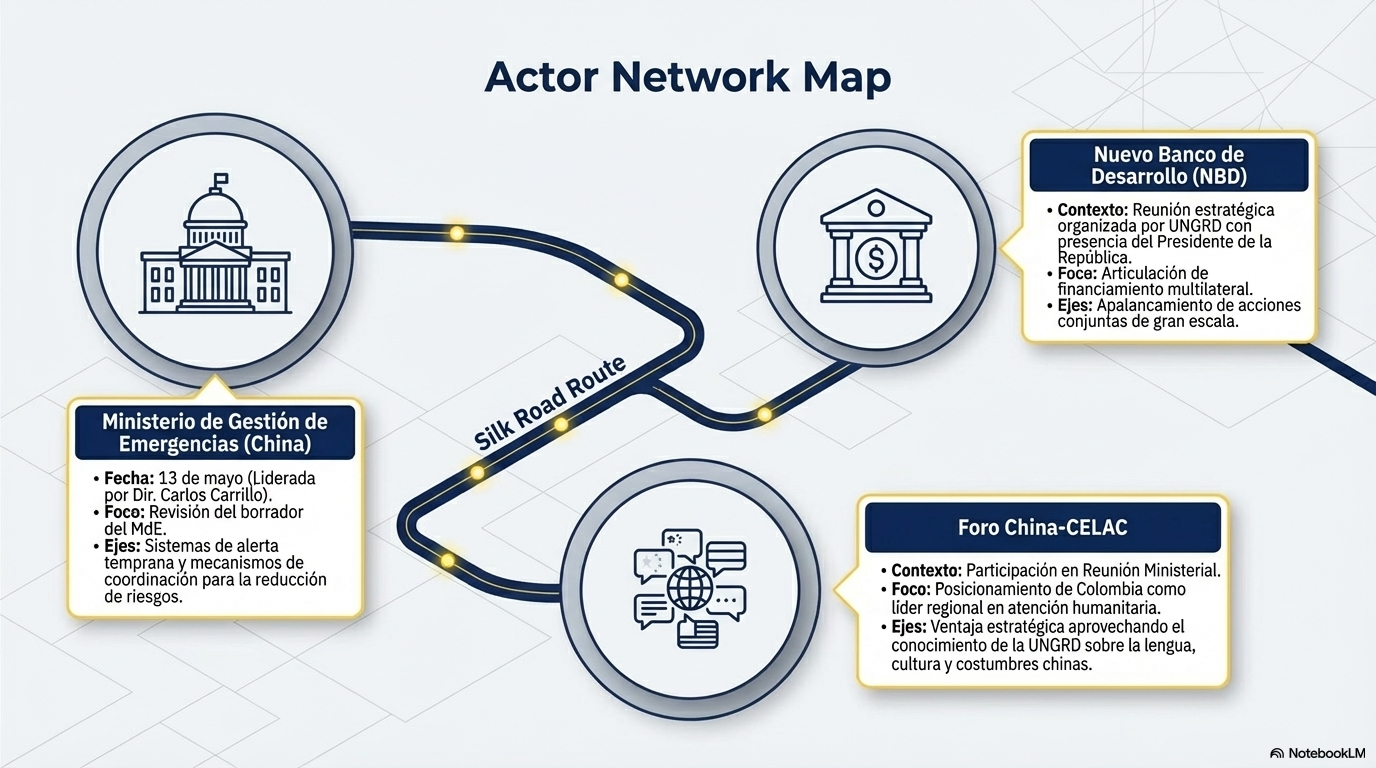 Actor Network Map
Ministerio de Gestión de
Emergencias (China)
• Fecha: 13 de mayo (Liderada
por Dir. Carlos Carrillo).
• Foco: Revisión del borrador
del MdE.
• Ejes: Sistemas de alerta
temprana y mecanismos de
coordinación para la reducción
de riesgos.
Silk Road Route
Nuevo Banco de
Desarrollo (NBD)
• Contexto: Reunión estratégica
organizada por UNGRD con
presencia del Presidente de la
República.
• Foce: Articulación de
financiamiento multilateral.
• Ejes: Apalancamiento de acciones
conjuntas de gran escala.
Foro China-CELAC
• Contexto: Participación en Reunión Ministerial.
• Foco: Posicionamiento de Colombia como
líder regional en atención humanitaria.
• Ejes: Ventaja estratégica aprovechando el
conocimiento de la UNGRD sobre la lengua,
cultura y costumbres chinas.
NotebookLM